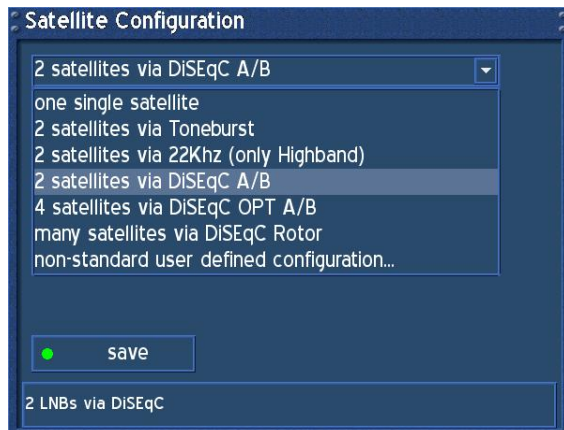 Satellite Configuration
2 satellites via DiSEqC A/B
one single satellite
2 satellites via Toneburst
2 satellites via 22Khz (only Highband)
2 satellites via DiSEqC A/B
4 satellites via DiSEqC OPT A/B
many satellites via DiSEqC Rotor
non-standard user defined configuration...
save
2 LNBs via DiSEqC